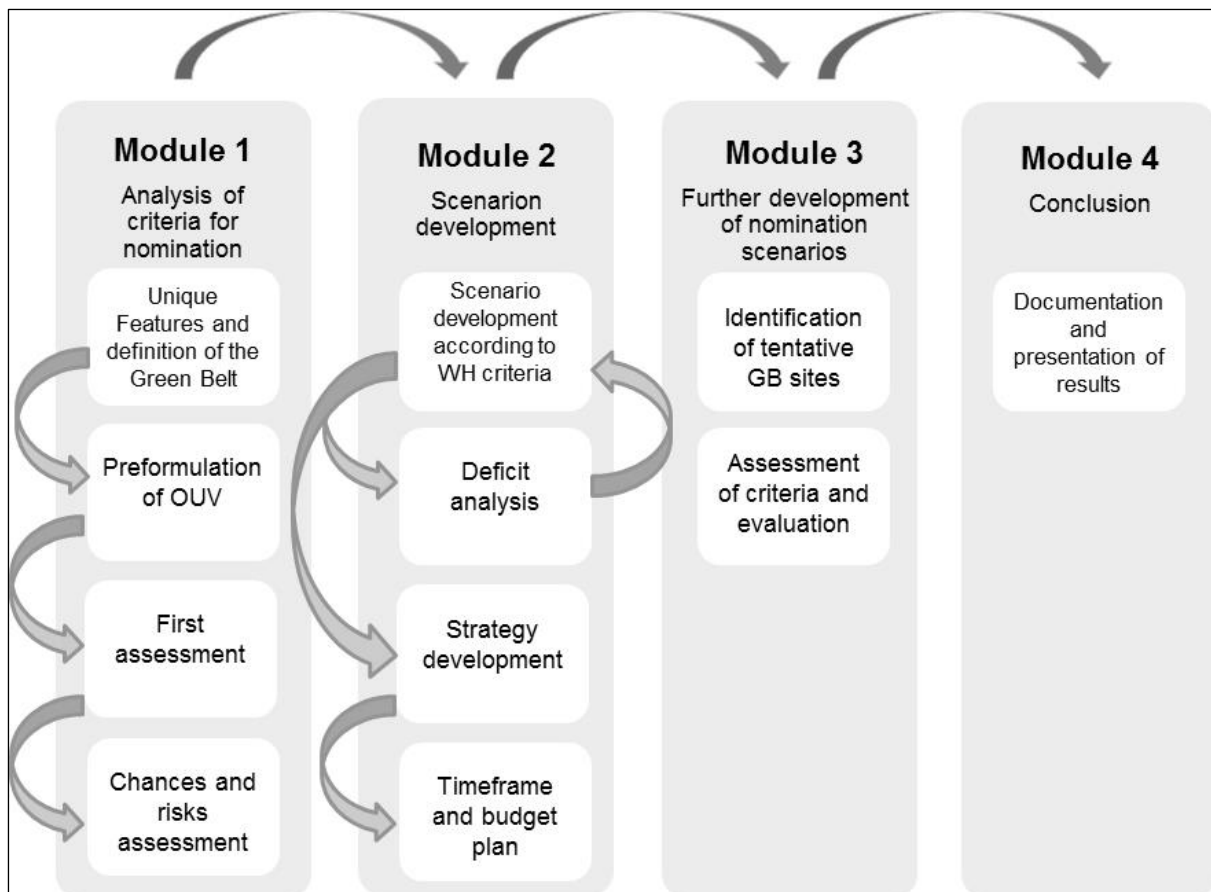 Module 1
Analysis of
criteria for
nomination
Unique
Features and
definition of the
Green Belt
Preformulation
of OUV
First
assessment
Chances and
risks
assessment
Module 2
Scenarion
development
Scenario
development
according to
WH criteria
Deficit
analysis
Strategy
development
Timeframe
and budget
plan
Module 3
Further development
of nomination
scenarios
Identification
of tentative
GB sites
Assessment
of criteria and
evaluation
Module 4
Conclusion
Documentation
and
presentation of
results